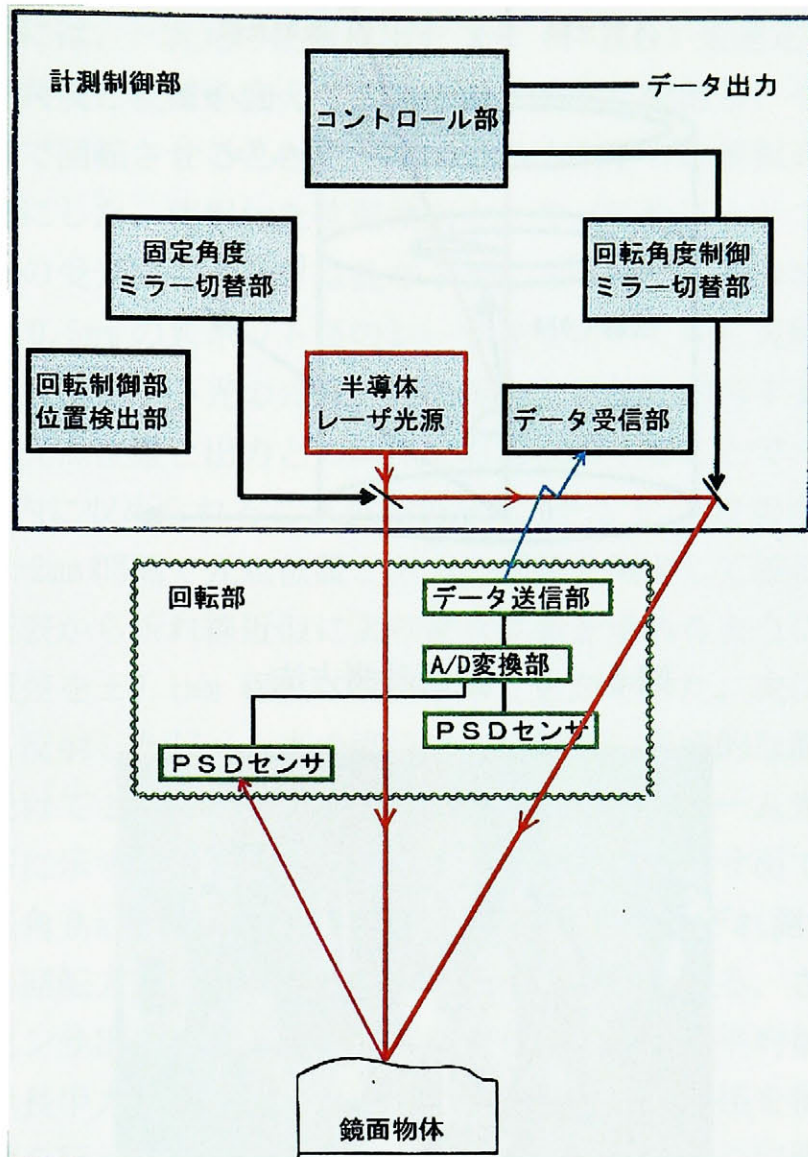 計測制御部
コントロール部
データ出力
固定角度
ミラー切替部
回転角度制御
ミラー切替部
回転制御部
位置検出部
半導体
レーザ光源
データ受信部
回転部
データ送信部
A/D変換部
PSDセンサ
PSDセンサ
鏡面物体